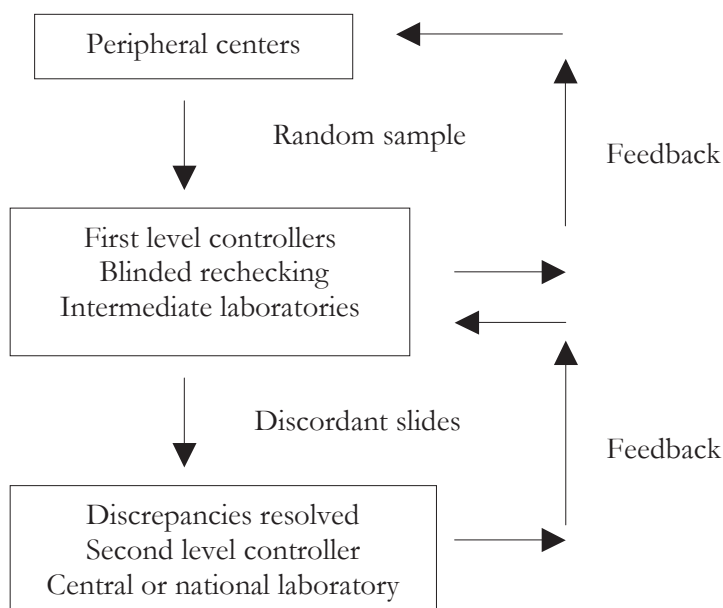 Peripheral centers
Random sample
Feedback
First level controllers
Blinded rechecking
Intermediate laboratories
Discordant slides
Feedback
Discrepancies resolved
Second level controller
Central or national laboratory